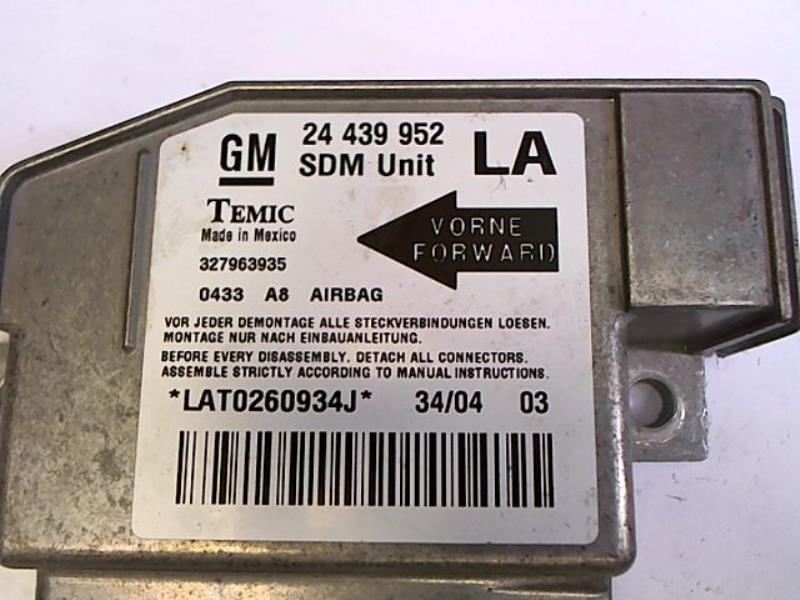 GM 24 439 952 LA
SDM Unit
TEMIC
Made in Mexico
VORNE
FORWARD
327963935
0433 A8 AIRBAG
VOR JEDER DEMONTAGE ALLE STECKVERBINDUNGEN LOESEN.
MONTAGE NUR NACH EINBAUANLEITUNG.
BEFORE EVERY DISASSEMBLY. DETACH ALL CONNECTORS.
ASSEMBLE STRICTLY ACCORDING TO MANUAL INSTRUCTIONS.
*LAT0260934J* 34/04 03